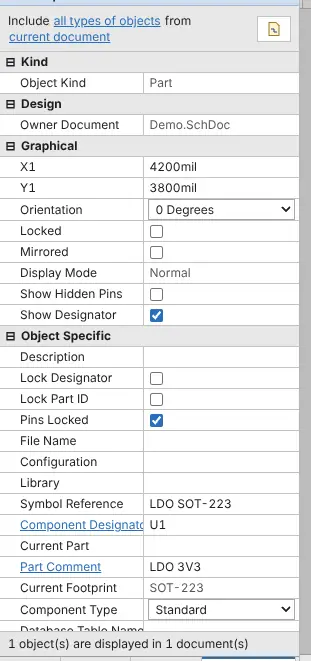 Include all types of objects from
current document
Kind
Object Kind Part
Design
Owner Document Demo.SchDoc
Graphical
X1 4200mil
Y1 3800mil
Orientation 0 Degrees
Locked
Mirrored
Display Mode Normal
Show Hidden Pins
Show Designator
Object Specific
Description
Lock Designator
Lock Part ID
Pins Locked
File Name
Configuration
Library
Symbol Reference LDO SOT-223
Component Designato U1
Current Part
Part Comment LDO 3V3
Current Footprint SOT-223
Component Type Standard
Database Table Name
1 object(s) are displayed in 1 document(s)